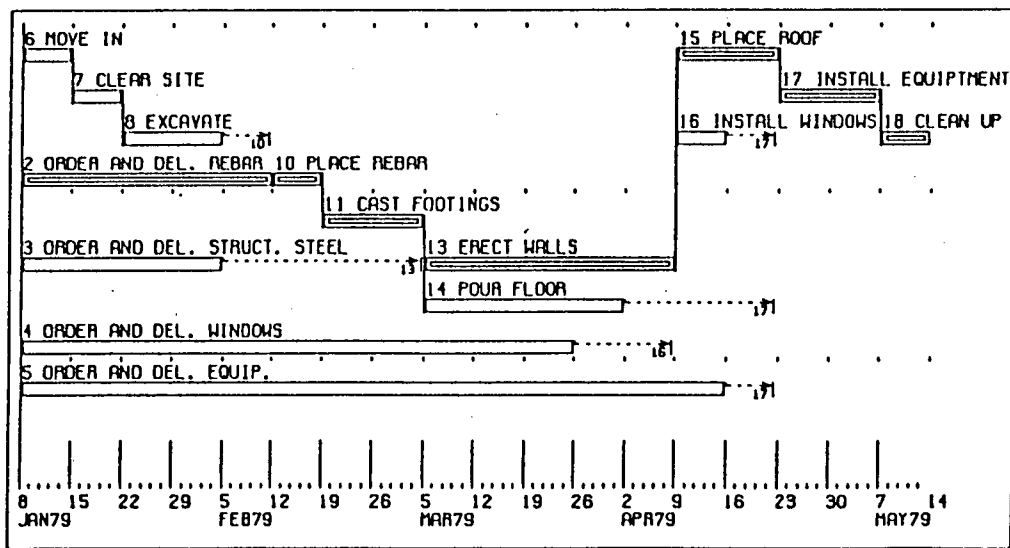 6 MOVE IN
15 PLACE ROOF
7 CLEAR SITE
17 INSTALL EQUIPTMENT
8 EXCAVATE
10
16 INSTALL WINDOWS
17
18 CLEAN UP
2 ORDER AND DEL. REBAR
10 PLACE REBAR
11 CAST FOOTINGS
3 ORDER AND DEL. STRUCT. STEEL
13
13 ERECT WALLS
14 POUR FLOOR
17
4 ORDER AND DEL. WINDOWS
16
5 ORDER AND DEL. EQUIP.
17
8 15 22 29 5 12 19 26 5 12 19 26 2 9 16 23 30 7 14
JAN79 FEB79 MAR79 APR79 MAY79